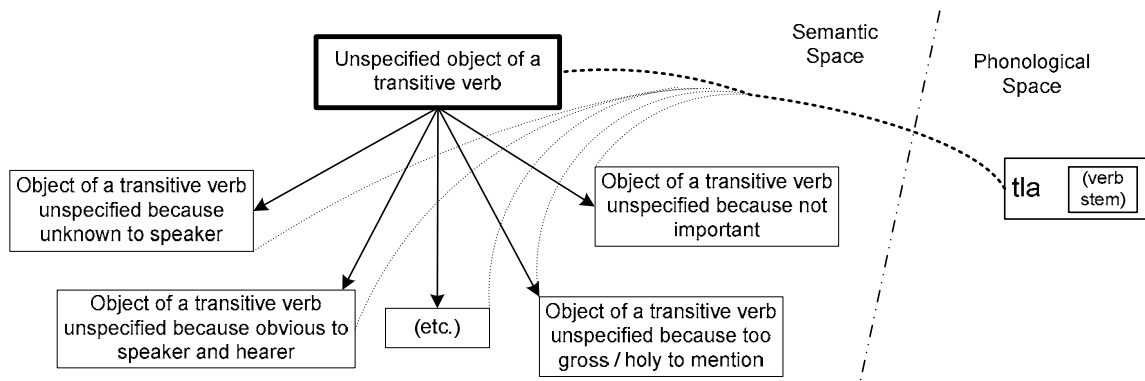 Semantic
Space
Phonological
Space
Unspecified object of a
transitive verb
Object of a transitive verb
unspecified because
unknown to speaker
Object of a transitive verb
unspecified because not
important
tla
(verb
stem)
Object of a transitive verb
unspecified because obvious to
speaker and hearer
(etc.)
Object of a transitive verb
unspecified because too
gross / holy to mention